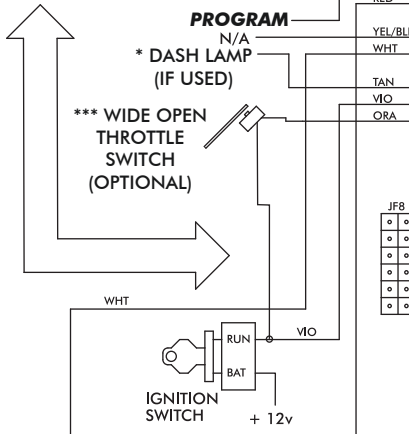 RED
PROGRAM
N/A
YEL/BL
* DASH LAMP
WHT
(IF USED)
TAN
VIO
*** WIDE OPEN
ORA
THROTTLE
SWITCH
(OPTIONAL)
JF8
WHT
RUN
VIO
BAT
IGNITION
SWITCH
+ 12v